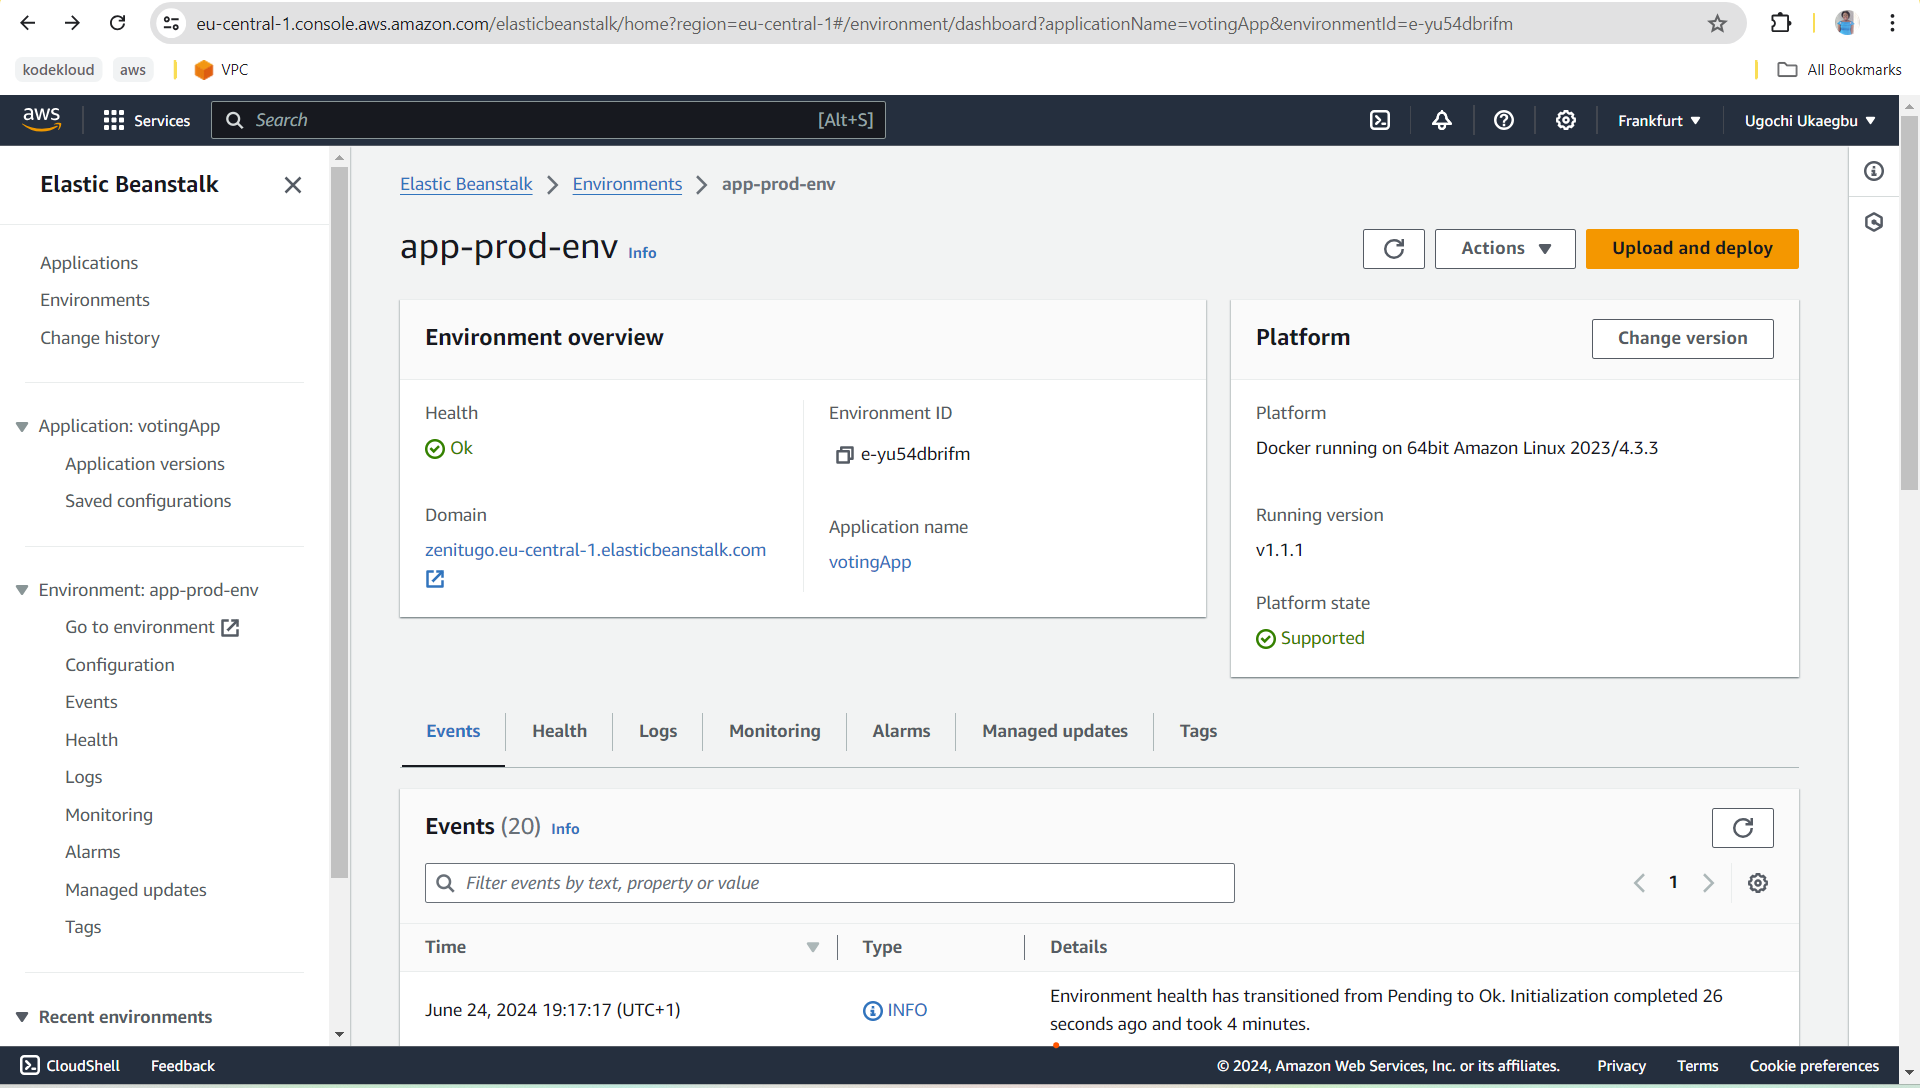 eu-central-1.console.aws.amazon.com/elasticbeanstalk/home?region=eu-central-1#/environment/dashboard?applicationName=votingApp&environmentId=e-yu54dbrifm
kodekloud aws VPC All Bookmarks
aws Services Search [Alt+S] Frankfurt Ugochi Ukaegbu
Elastic Beanstalk
Applications
Environments
Change history
Application: votingApp
Application versions
Saved configurations
Environment: app-prod-env
Go to environment
Configuration
Events
Health
Logs
Monitoring
Alarms
Managed updates
Tags
Recent environments
Elastic Beanstalk Environments app-prod-env
app-prod-env Info
Actions Upload and deploy
Environment overview
Health
Ok
Domain
zenitugo.eu-central-1.elasticbeanstalk.com
Environment ID
e-yu54dbrifm
Application name
votingApp
Platform Change version
Platform
Docker running on 64bit Amazon Linux 2023/4.3.3
Running version
v1.1.1
Platform state
Supported
Events Health Logs Monitoring Alarms Managed updates Tags
Events (20) Info
Filter events by text, property or value
1
Time Type Details
June 24, 2024 19:17:17 (UTC+1) INFO Environment health has transitioned from Pending to Ok. Initialization completed 26
seconds ago and took 4 minutes.
CloudShell Feedback © 2024, Amazon Web Services, Inc. or its affiliates. Privacy Terms Cookie preferences